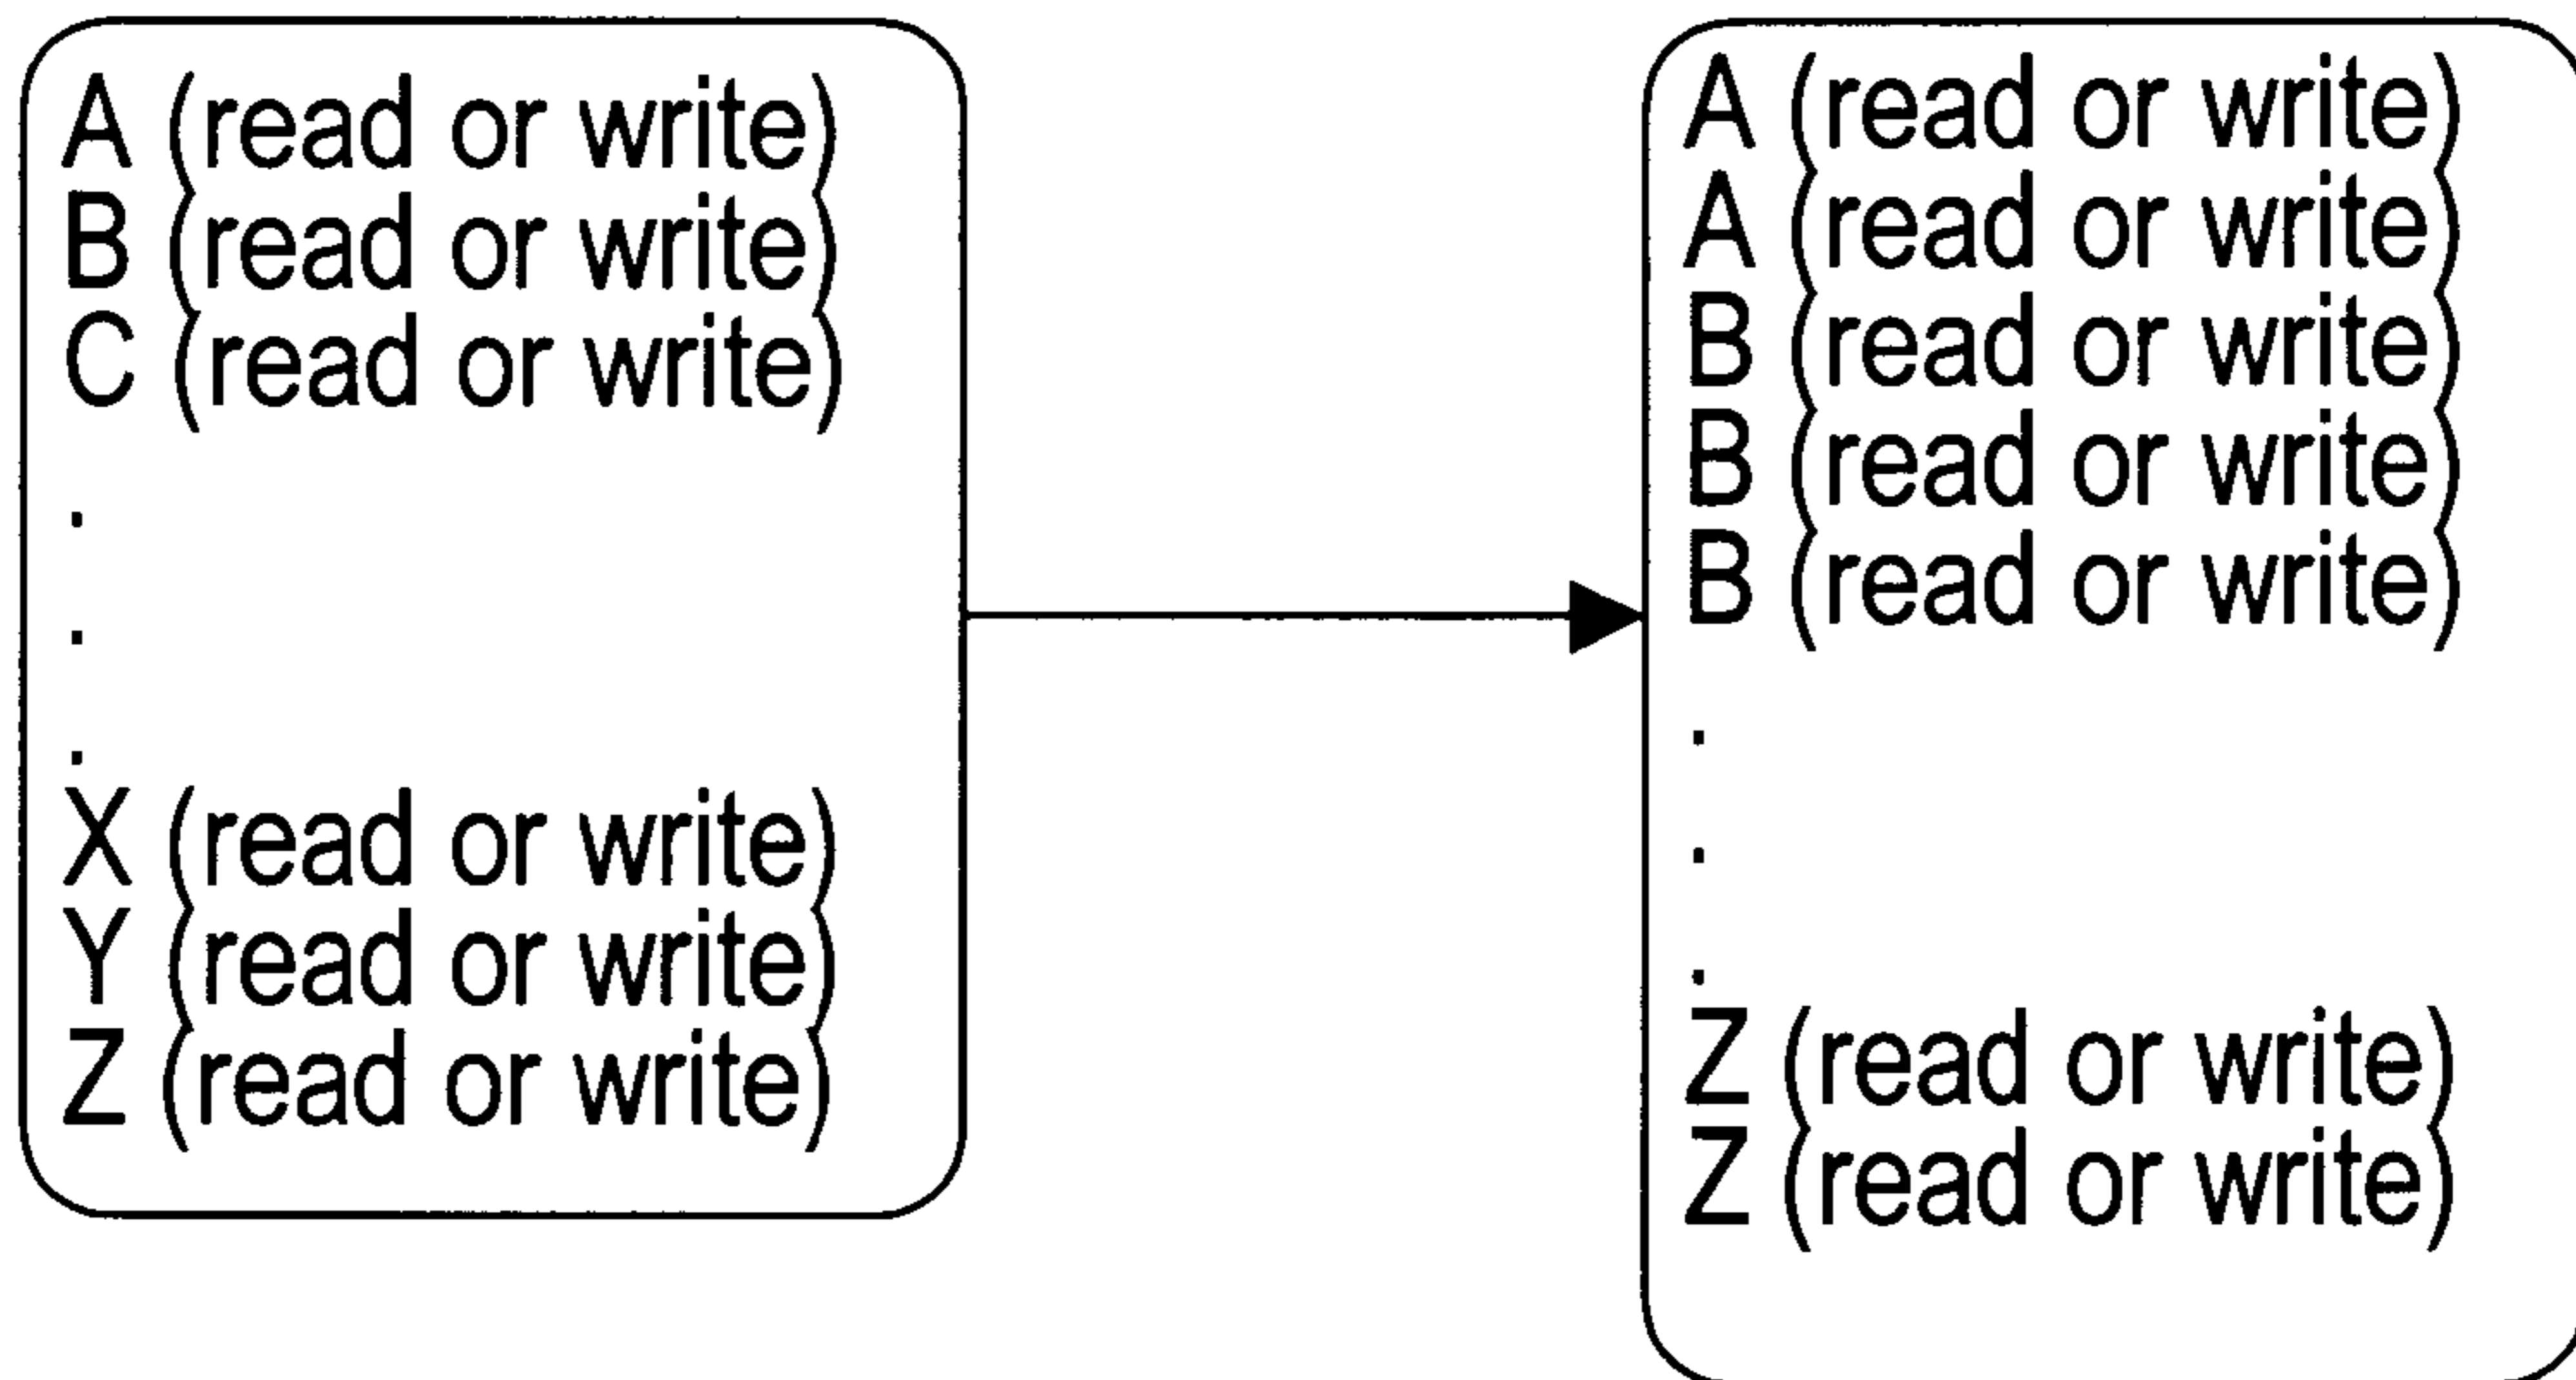 A (read or write)
B (read or write)
C (read or write)
.
.
.
X (read or write)
Y (read or write)
Z (read or write)
A (read or write)
A (read or write)
B (read or write)
B (read or write)
B (read or write)
.
.
.
Z (read or write)
Z (read or write)